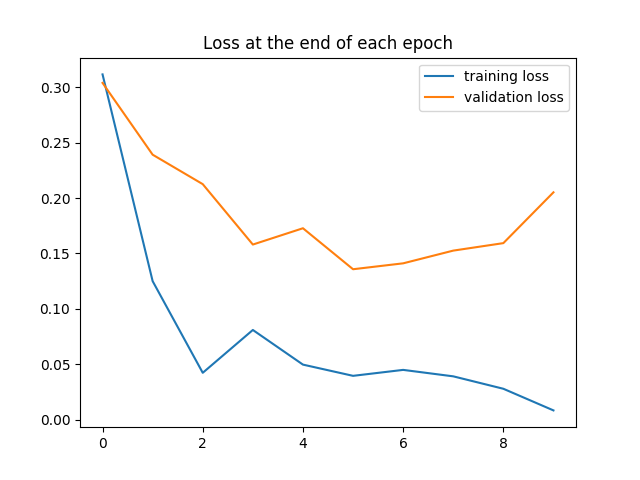 Loss at the end of each epoch
training loss
validation loss
0.30
0.25
0.20
0.15
0.10
0.05
0.00
0 2 4 6 8